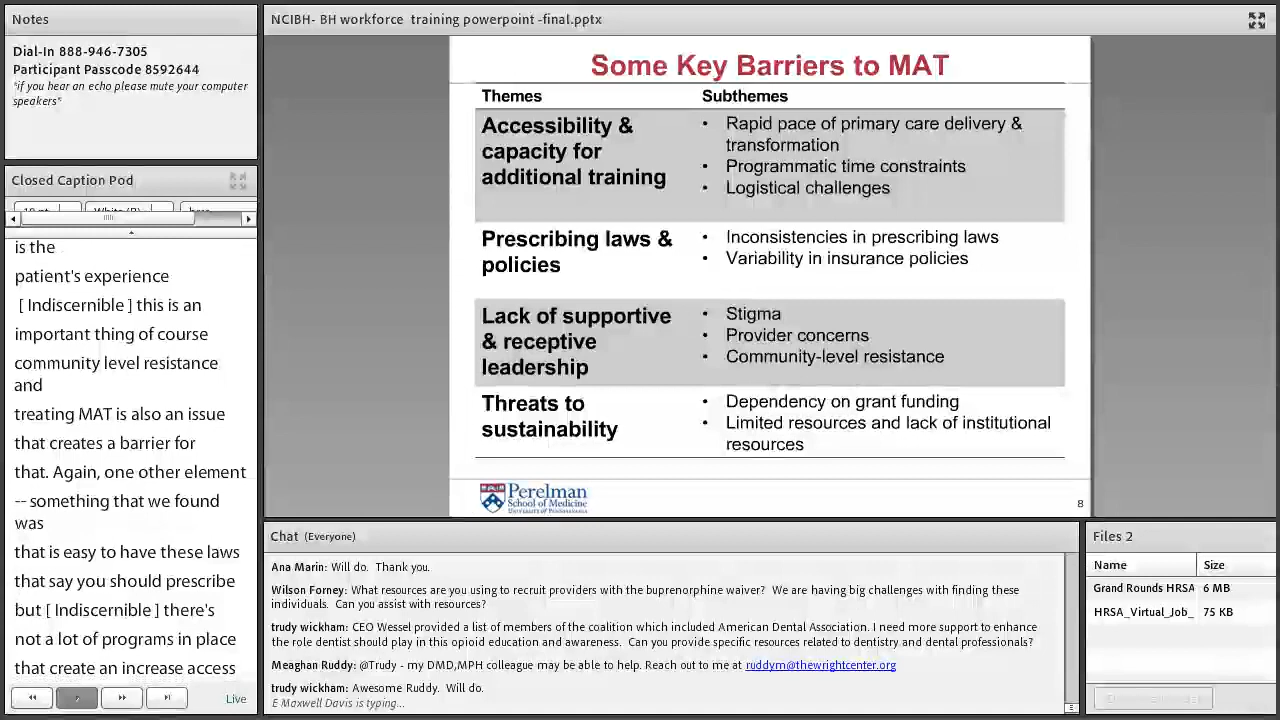 Notes
Dial-In 888-946-7305
Participant Passcode 8592644
*if you hear an echo please mute your computer
speakers*
Closed Caption Pod
is the
patient's experience
[ Indiscernible ] this is an
important thing of course
community level resistance
and
treating MAT is also an issue
that creates a barrier for
that. Again, one other element
-- something that we found
was
that is easy to have these laws
that say you should prescribe
but [ Indiscernible ] there's
not a lot of programs in place
that create an increase access
Live
NCIBH- BH workforce training powerpoint -final.pptx
Some Key Barriers to MAT
Themes Subthemes
Accessibility &
capacity for
additional training
• Rapid pace of primary care delivery &
transformation
• Programmatic time constraints
• Logistical challenges
Prescribing laws &
policies
• Inconsistencies in prescribing laws
• Variability in insurance policies
Lack of supportive
& receptive
leadership
• Stigma
• Provider concerns
• Community-level resistance
Threats to
sustainability
• Dependency on grant funding
• Limited resources and lack of institutional
resources
Perelman
School of Medicine
University of Pennsylvania
8
Chat (Everyone)
Ana Marin: Will do. Thank you.
Wilson Forney: What resources are you using to recruit providers with the buprenorphine waiver? We are having big challenges with finding these
individuals. Can you assist with resources?
trudy wickham: CEO Wessel provided a list of members of the coalition which included American Dental Association. I need more support to enhance
the role dentist should play in this opioid education and awareness. Can you provide specific resources related to dentistry and dental professionals?
Meaghan Ruddy: @Trudy - my DMD,MPH colleague may be able to help. Reach out to me at ruddym@thewrightcenter.org
trudy wickham: Awesome Ruddy. Will do.
E Maxwell Davis is typing...
Files 2
Name Size
Grand Rounds HRSA 6 MB
HRSA_Virtual_Job_ 75 KB